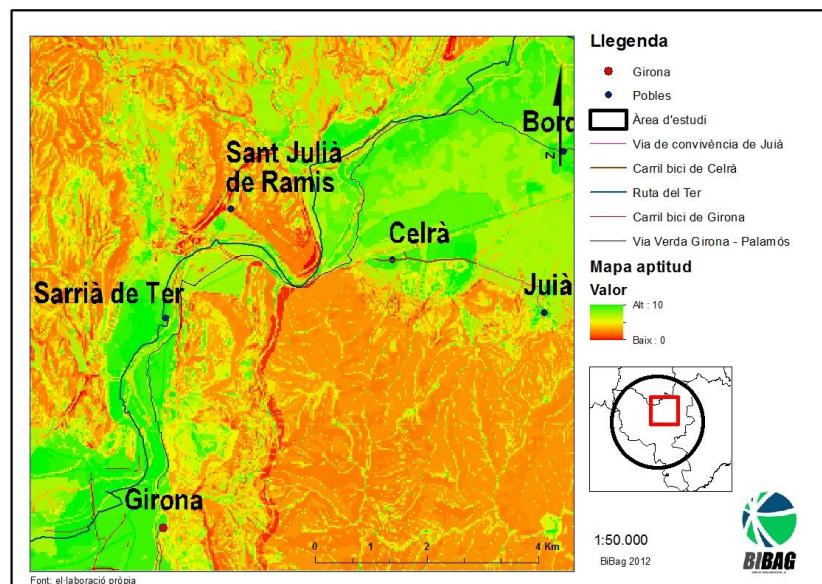 Sant Julià
de Ramis
Bord
N
Celrà
Juià
Sarrià de Ter
Girona
0 2 4 Km
Llegenda
Girona
Pobles
Àrea d'estudi
Via de convivència de Juià
Carril bici de Celrà
Ruta del Ter
Carril bici de Girona
Via Verda Girona - Palamós
Mapa aptitud
Valor
Alt : 10
Baix : 0
1:50.000
BiBag 2012
BIBAG
Font: el·laboració pròpia